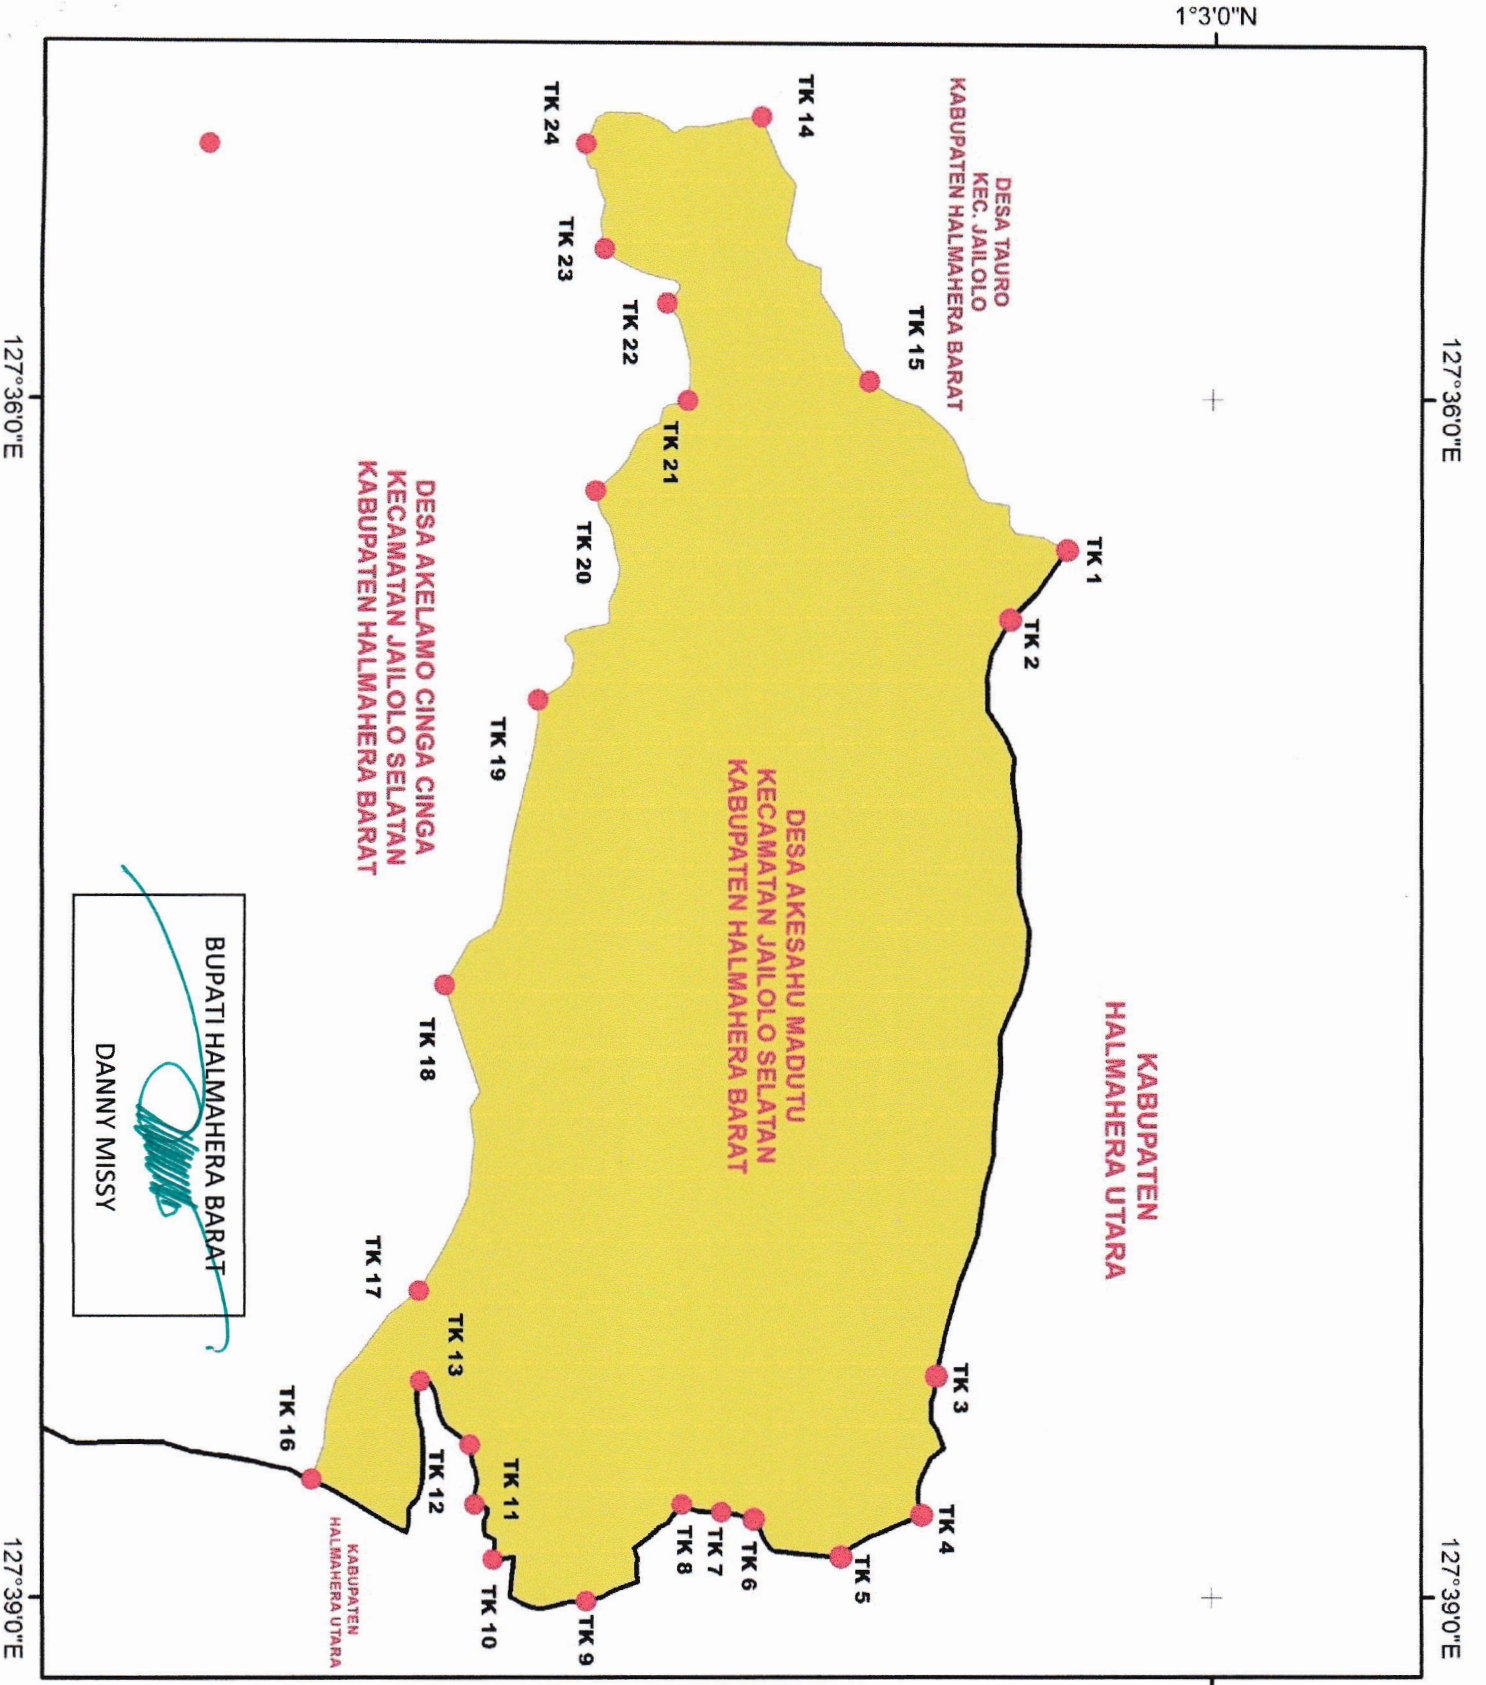 1°3'0"N
127°36'0"E
127°39'0"E
DESA TAURO
KEC. JAILOLO
KABUPATEN HALMAHERA BARAT
KABUPATEN
HALMAHERA UTARA
TK 14
TK 15
TK 1
TK 2
TK 3
TK 4
TK 5
TK 6
TK 7
TK 8
TK 9
TK 10
TK 11
TK 12
TK 13
TK 16
TK 17
TK 18
TK 19
TK 20
TK 21
TK 22
TK 23
TK 24
DESA AKESAHU MADUTU
KECAMATAN JAILOLO SELATAN
KABUPATEN HALMAHERA BARAT
DESA AKELAMO CINGA CINGA
KECAMATAN JAILOLO SELATAN
KABUPATEN HALMAHERA BARAT
KABUPATEN
HALMAHERA UTARA
BUPATI HALMAHERA BARAT
DANNY MISSY
127°36'0"E
127°39'0"E